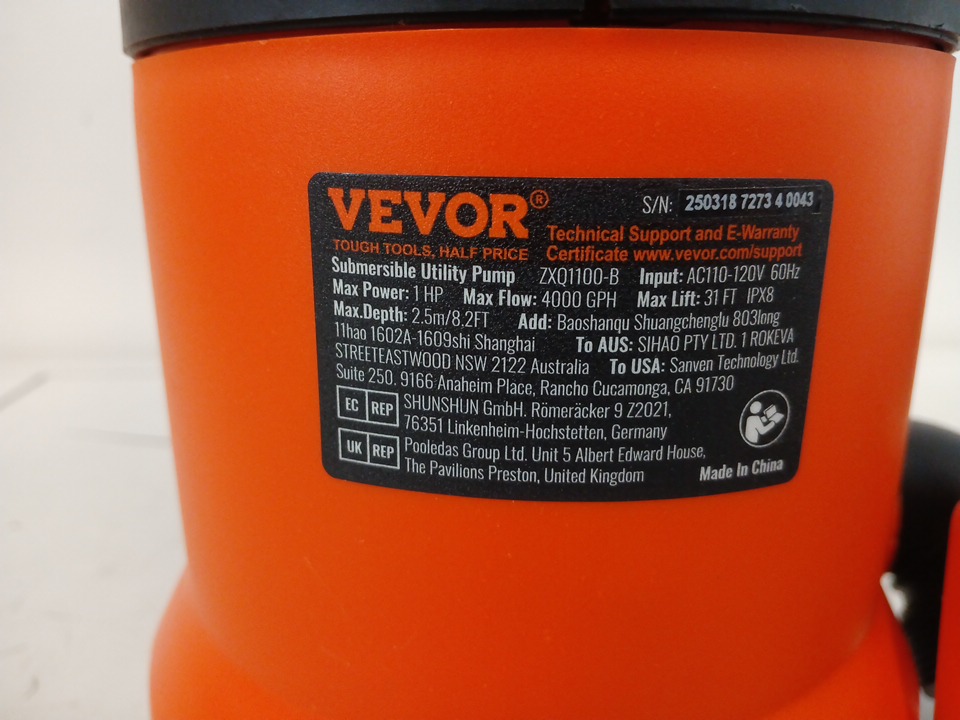 VEVOR®
S/N: 250318 7273 4 0043
TOUGH TOOLS, HALF PRICE
Technical Support and E-Warranty
Certificate www.vevor.com/support
Submersible Utility Pump ZXQ1100-B Input: AC110-120V 60Hz
Max Power: 1 HP Max Flow: 4000 GPH Max Lift: 31 FT IPX8
Max.Depth: 2.5m/8,2FT Add: Baoshanqu Shuangchenglu 803long
11hao 1602A-1609shi Shanghai To AUS: SIHAO PTY LTD. 1 ROKEVA
STREETEASTWOOD NSW 2122 Australia To USA: Sanven Technology Ltd.
Suite 250. 9166 Anaheim Place, Rancho Cucamonga, CA 91730
EC REP SHUNSHUN GmbH. Römeräcker 9 Z2021,
76351 Linkenheim-Hochstetten, Germany
UK REP Pooledas Group Ltd. Unit 5 Albert Edward House,
The Pavilions Preston, United Kingdom
Made In China